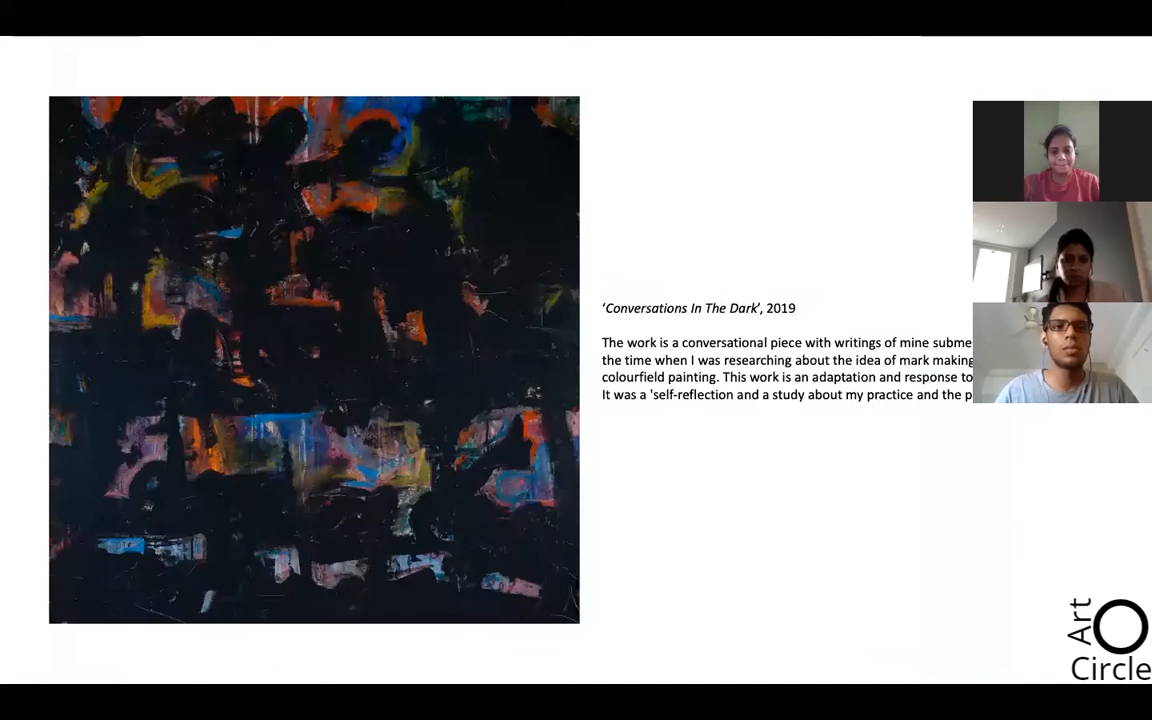 ‘Conversations In The Dark’, 2019
The work is a conversational piece with writings of mine subme
the time when I was researching about the idea of mark making
colourfield painting. This work is an adaptation and response to
It was a 'self-reflection and a study about my practice and the p
Art
Circle